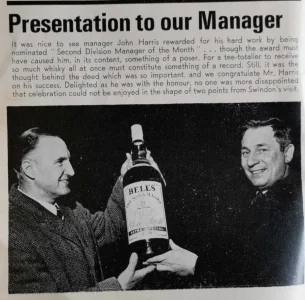 Presentation to our Manager
It was nice to see manager John Harris rewarded for his hard work by being
nominated "Second Division Manager of the Month" . . . though the award must
have caused him, in its content, something of a poser. For a tee-totaller to receive
so much whisky all at once must constitute something of a record. Still, it was the
thought behind the deed which was so important, and we congratulate Mr. Harris
on his success. Delighted as he was with the honour, no one was more disappointed
that celebration could not be enjoyed in the shape of two points from Swindon's visit.
BELL'S